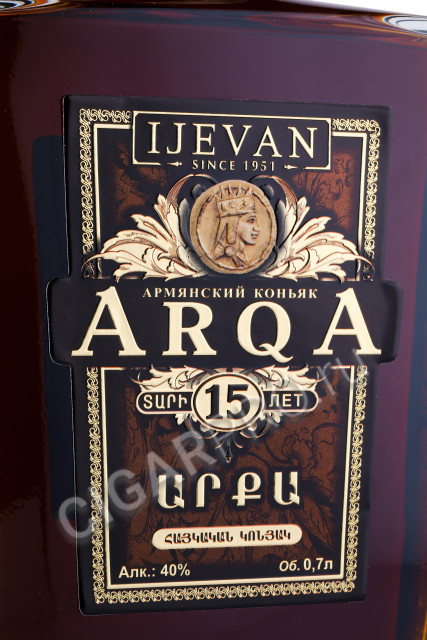 IJEVAN
SINCE 1951
АРМЯНСКИЙ КОНЬЯК
ARQA
ՏԱՐԻ 15 ЛЕТ
ԱՐՔԱ
ՀԱՅԿԱԿԱՆ ԿՈՆՅԱԿ
Алк.: 40% Об. 0,7л